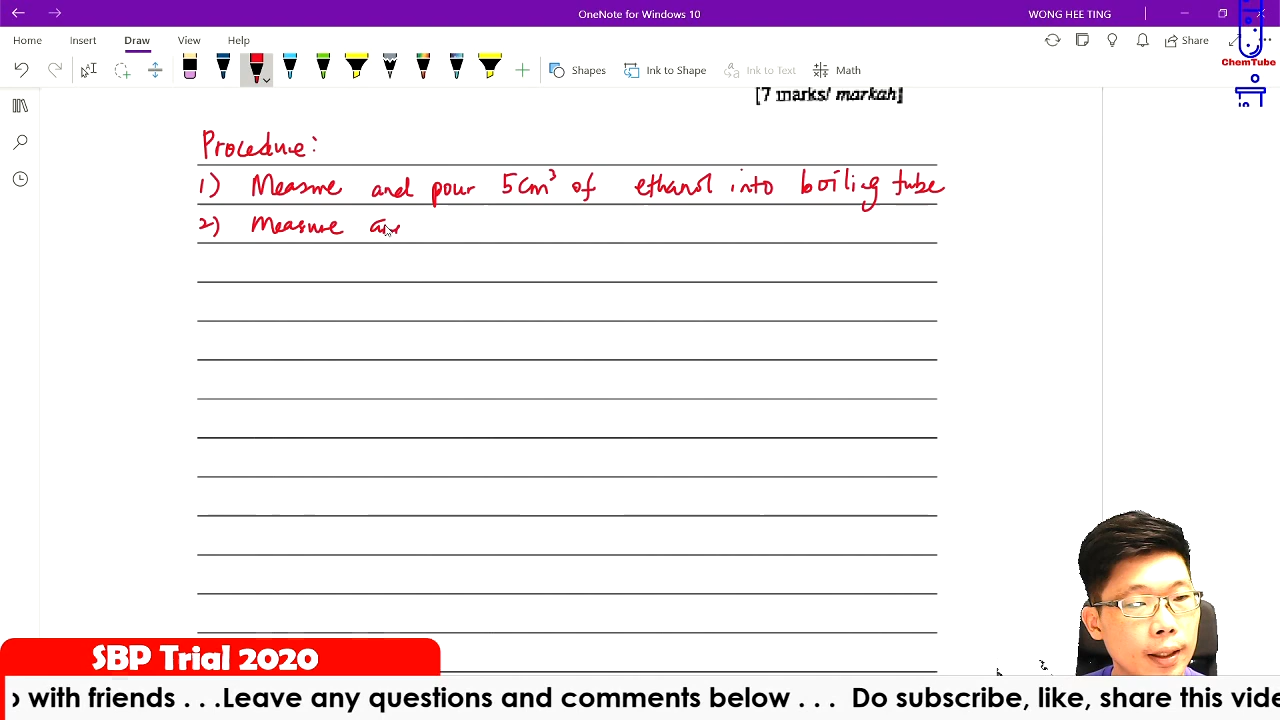 OneNote for Windows 10
WONG HEE TING
Home Insert Draw View Help
Share
ChemTube
Shapes Ink to Shape Ink to Text Math
[7 marks/ markah]
Procedure:
1) Measure and pour 5cm³ of ethanol into boiling tube
2) Measure an
SBP Trial 2020
o with friends . . .Leave any questions and comments below . . . Do subscribe, like, share this vide